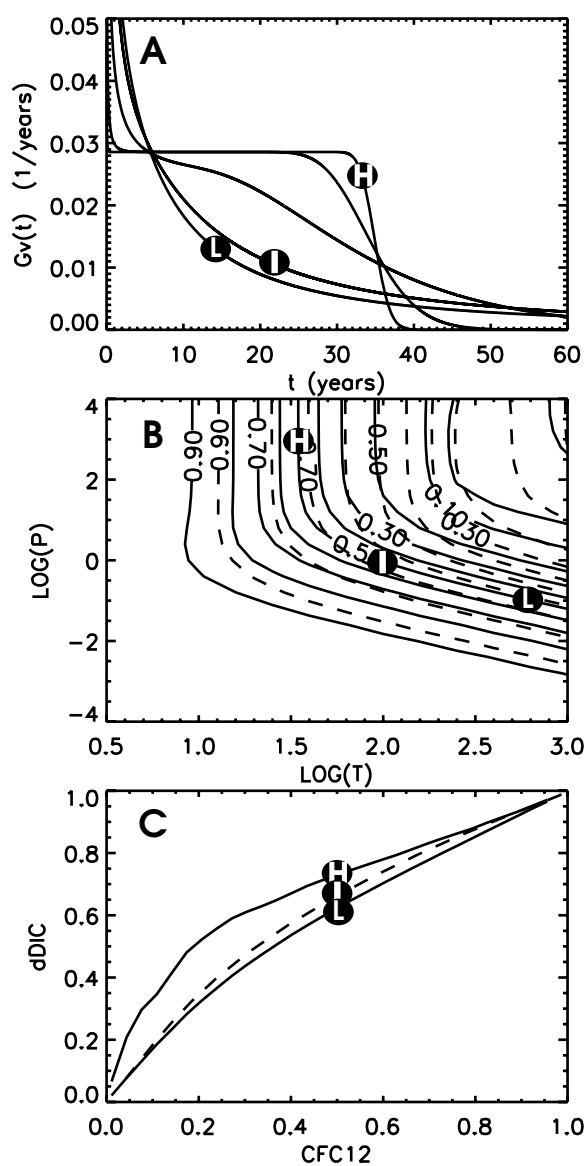 A
0.05
0.04
0.03
0.02
0.01
0.00
Gv(t) (1/years)
H
L
I
10 20 30 40 50 60
t (years)
B
4
2
0
−2
−4
LOG(P)
0.90
0.90
0.70
H
.70
0.50
0.10
0.30
0.30
0.5
I
L
0.5 1.0 1.5 2.0 2.5 3.0
LOG(T)
C
1.0
0.8
0.6
0.4
0.2
0.0
dDIC
H
I
L
0.0 0.2 0.4 0.6 0.8 1.0
CFC12